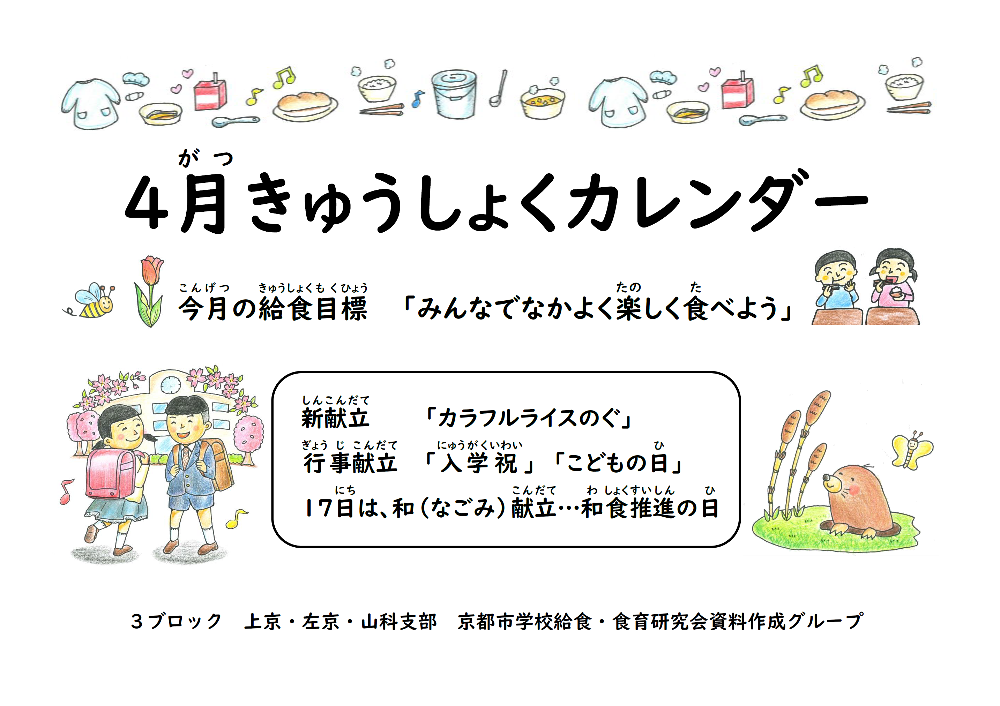 がつ
4月きゅうしょくカレンダー
こんげつ きゅうしょくもくひょう たの た
今月の給食目標 「みんなでなかよく楽しく食べよう」
しんこんだて
新献立 「カラフルライスのぐ」
ぎょうじこんだて にゅうがくいわい ひ
行事献立 「入学祝」「こどもの日」
にち こんだて わしょくすいしん ひ
17日は、和(なごみ)献立…和食推進の日
3ブロック 上京・左京・山科支部 京都市学校給食・食育研究会資料作成グループ